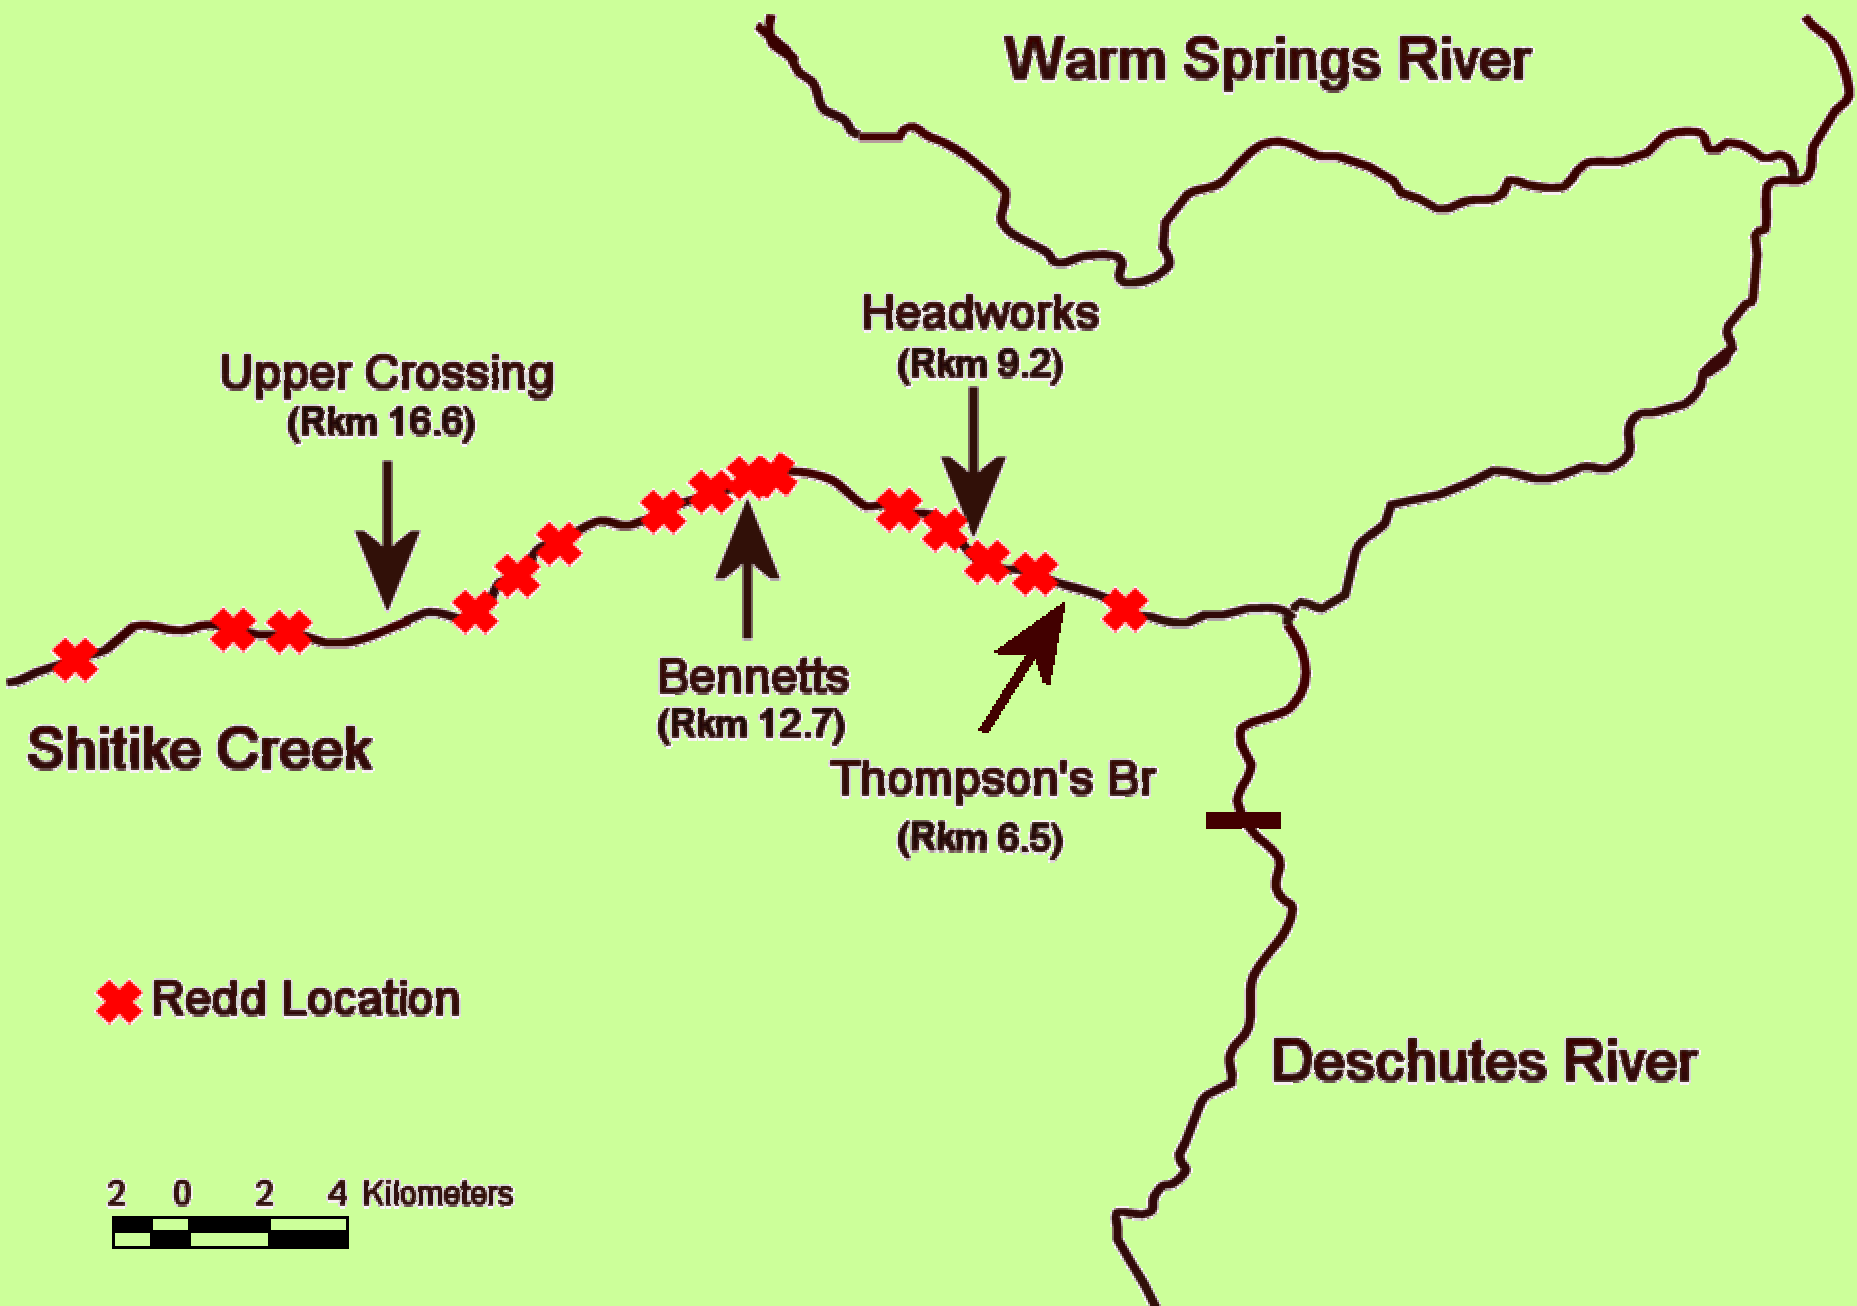 Warm Springs River
Headworks
(Rkm 9.2)
Upper Crossing
(Rkm 16.6)
Bennetts
(Rkm 12.7)
Shitike Creek
Thompson's Br
(Rkm 6.5)
Redd Location
Deschutes River
2 0 2 4 Kilometers